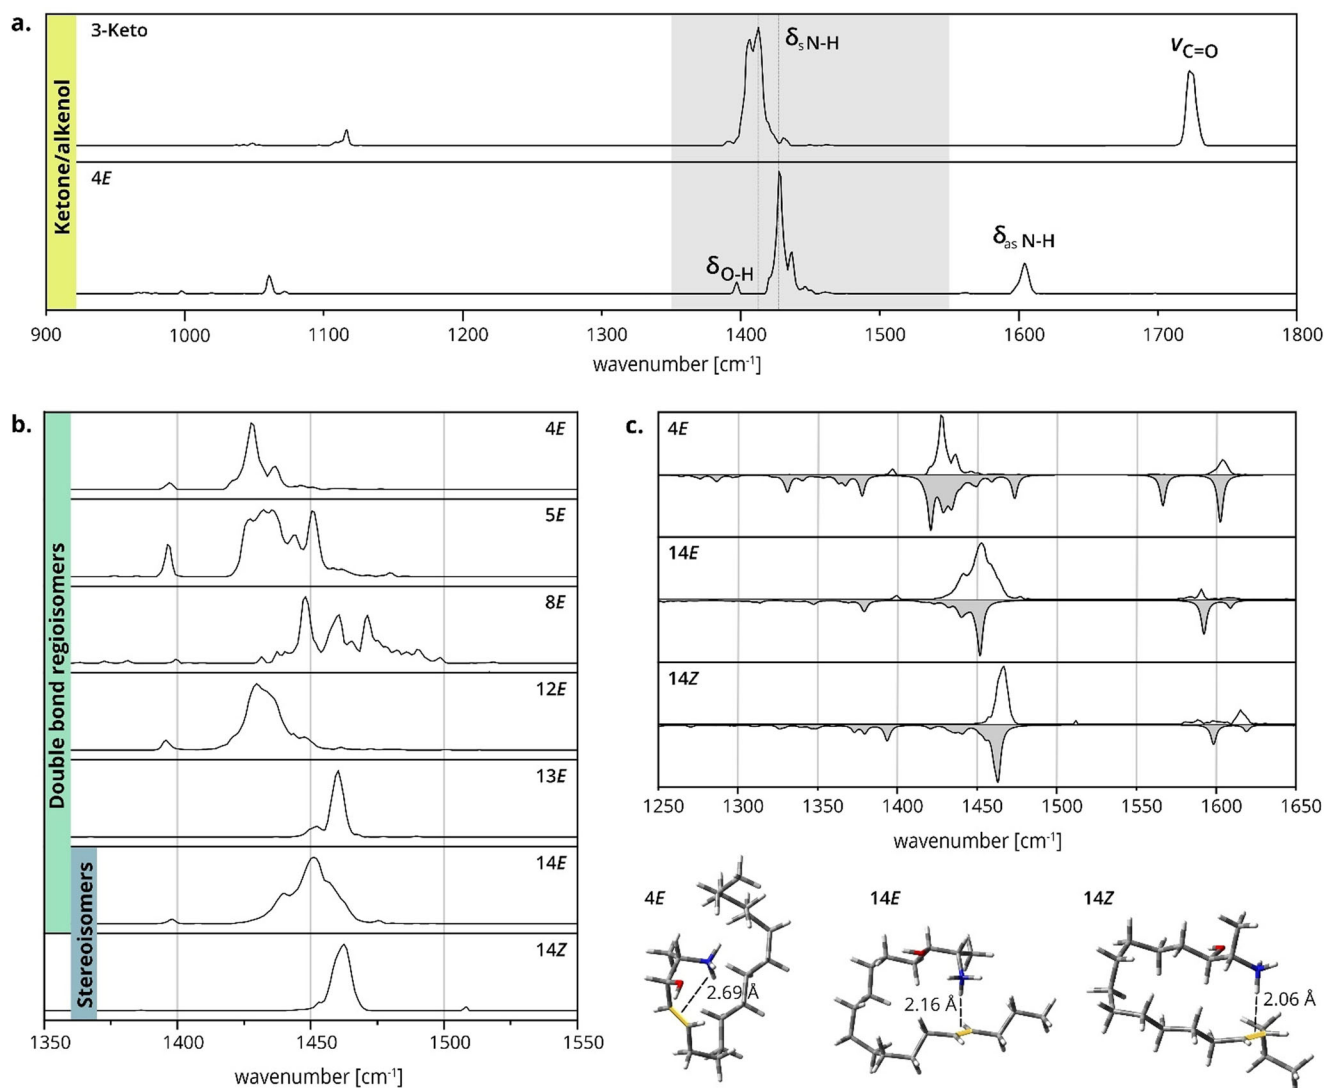 a.
Ketone/alkenol
3-Keto
δs N-H
νC=O
4E
δO-H
δas N-H
900 1000 1100 1200 1300 1400 1500 1600 1700 1800
wavenumber [cm-1]
b.
Double bond regioisomers
Stereoisomers
4E
5E
8E
12E
13E
14E
14Z
1350 1400 1450 1500 1550
wavenumber [cm-1]
c.
4E
14E
14Z
1250 1300 1350 1400 1450 1500 1550 1600 1650
wavenumber [cm-1]
4E 14E 14Z
2.69 Å
2.16 Å
2.06 Å